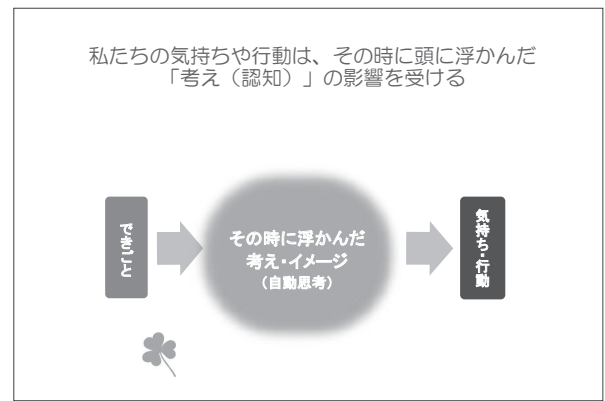 私たちの気持ちや行動は、その時に頭に浮かんだ
「考え（認知）」の影響を受ける
できごと
その時に浮かんだ
考え・イメージ
（自動思考）
気持ち・行動